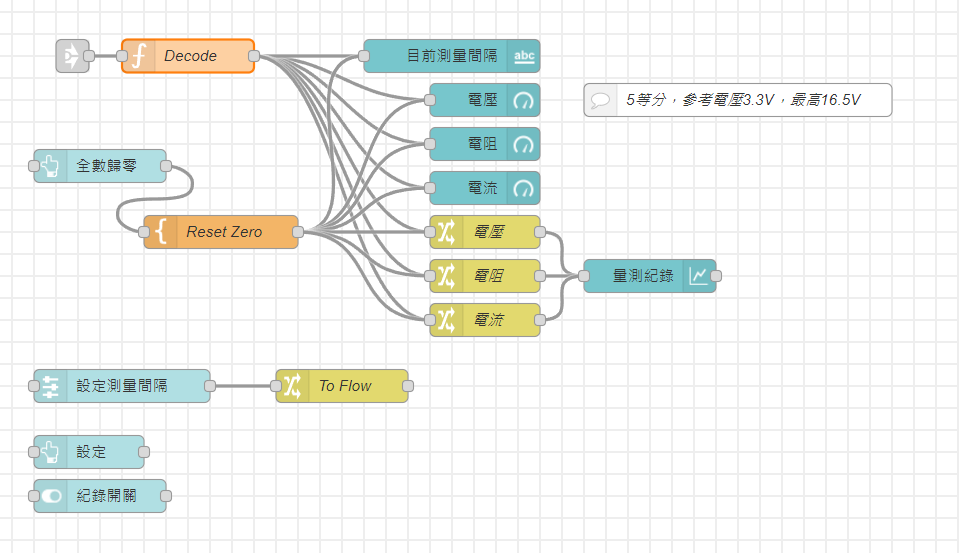 Decode
目前測量間隔
abc
電壓
5等分，參考電壓3.3V，最高16.5V
電阻
全數歸零
電流
Reset Zero
電壓
電阻
量測紀錄
電流
設定測量間隔
To Flow
設定
紀錄開關